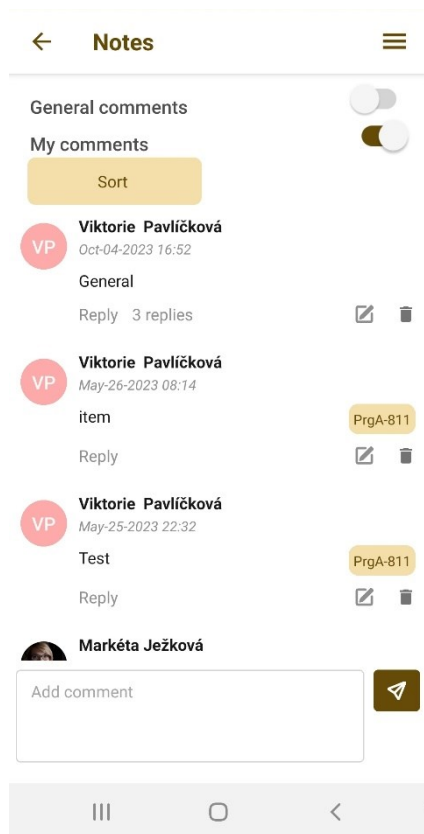 Notes
General comments
My comments
Sort
VP
Viktorie Pavlíčková
Oct-04-2023 16:52
General
Reply 3 replies
VP
Viktorie Pavlíčková
May-26-2023 08:14
item
PrgA-811
Reply
VP
Viktorie Pavlíčková
May-25-2023 22:32
Test
PrgA-811
Reply
Markéta Ježková
Add comment